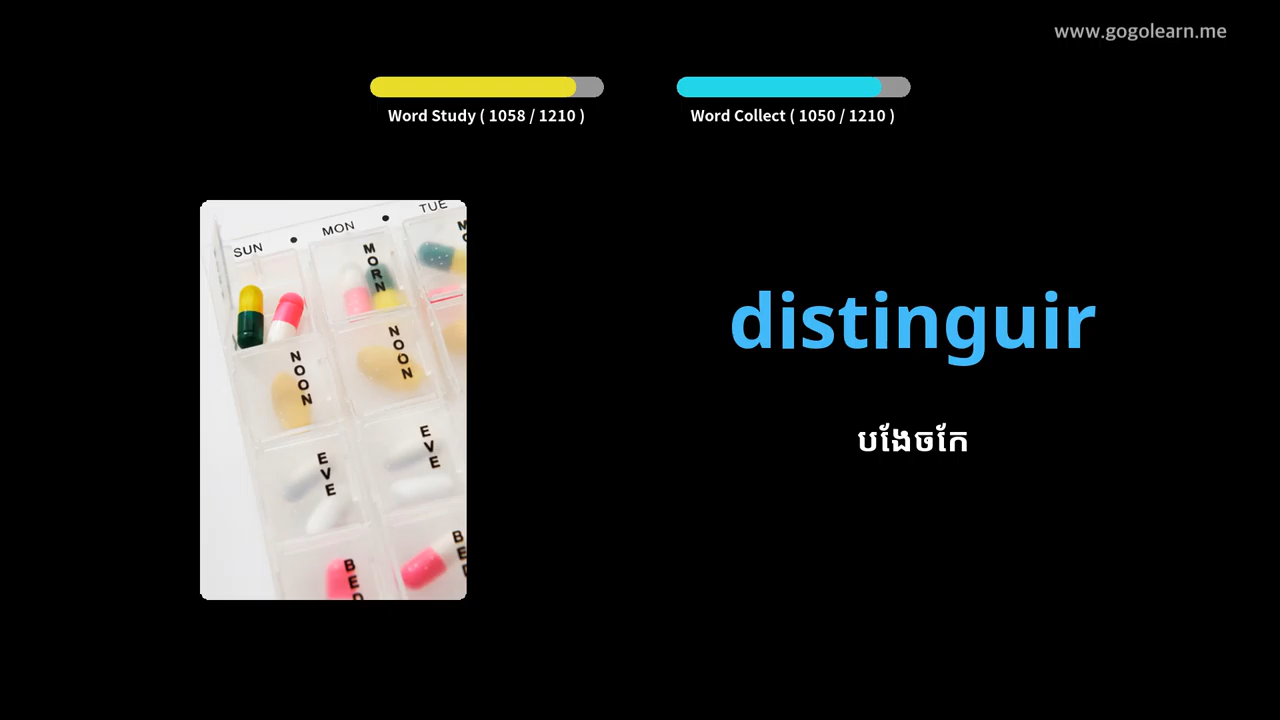 www.gogolearn.me
Word Study ( 1058 / 1210 )
Word Collect ( 1050 / 1210 )
SUN • MON • TUE
MORN
NOON
NOON
EVE
EVE
BED
distinguir
បងែចកែ